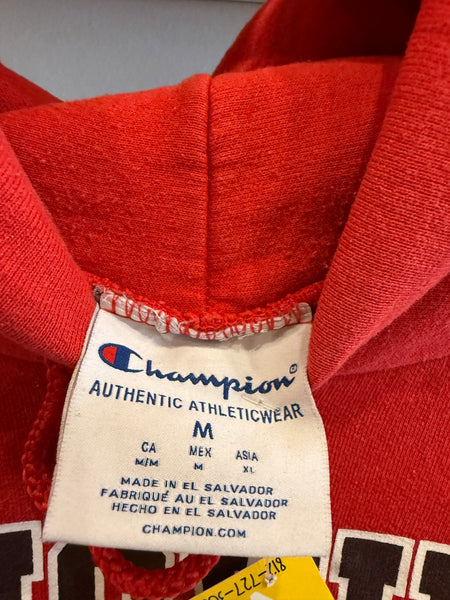 Champion®
AUTHENTIC ATHLETICWEAR
M
CA MEX ASIA
M/M M XL
MADE IN EL SALVADOR
FABRIQUÉ AU EL SALVADOR
HECHO EN EL SALVADOR
CHAMPION.COM